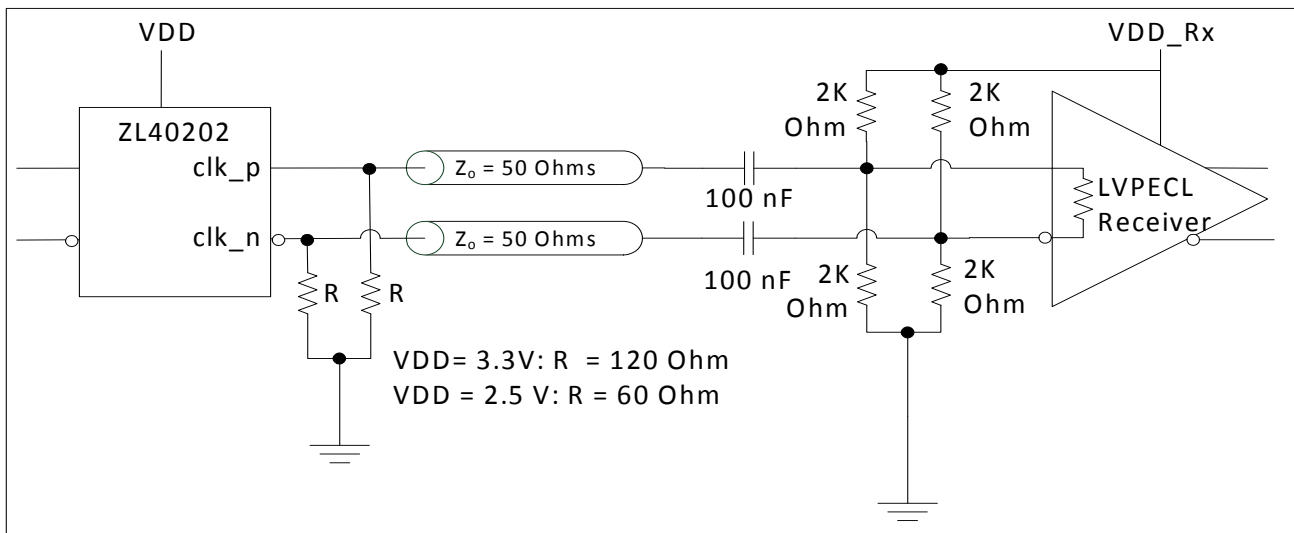 VDD
VDD_Rx
2K
Ohm
2K
Ohm
ZL40202
clk_p
Zo = 50 Ohms
100 nF
LVPECL
Receiver
clk_n
Zo = 50 Ohms
100 nF
2K
Ohm
2K
Ohm
R
R
VDD= 3.3V: R = 120 Ohm
VDD = 2.5 V: R = 60 Ohm